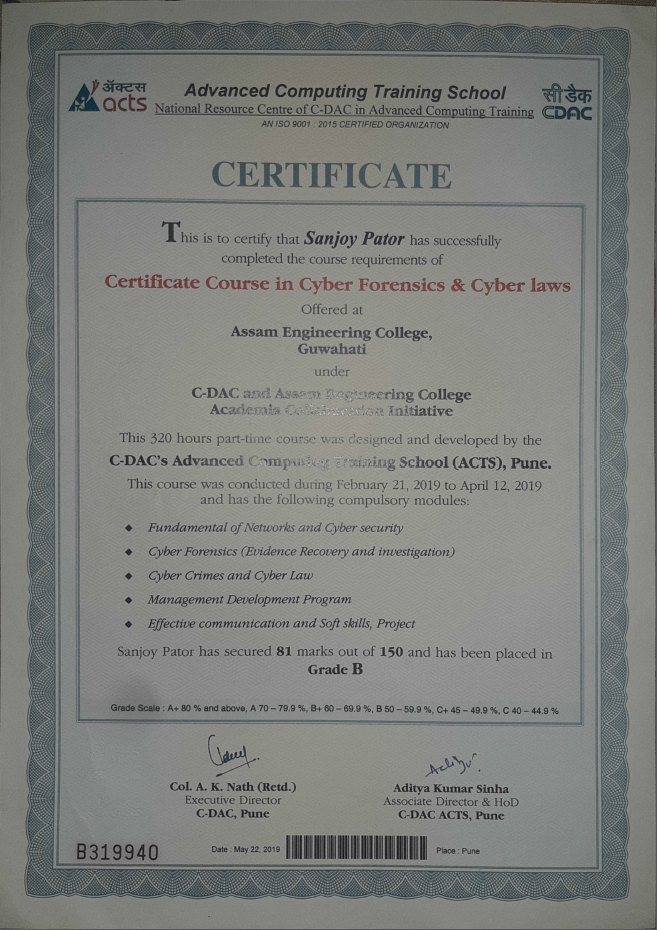 ॲक्टस
acts
Advanced Computing Training School
National Resource Centre of C-DAC in Advanced Computing Training
AN ISO 9001 : 2015 CERTIFIED ORGANIZATION
सी डैक
CDAC
CERTIFICATE
This is to certify that Sanjoy Pator has successfully
completed the course requirements of
Certificate Course in Cyber Forensics & Cyber laws
Offered at
Assam Engineering College,
Guwahati
under
C-DAC and Assam Engineering College
Academia Collaboration Initiative
This 320 hours part-time course was designed and developed by the
C-DAC's Advanced Computing Training School (ACTS), Pune.
This course was conducted during February 21, 2019 to April 12, 2019
and has the following compulsory modules:
◆ Fundamental of Networks and Cyber security
◆ Cyber Forensics (Evidence Recovery and investigation)
◆ Cyber Crimes and Cyber Law
◆ Management Development Program
◆ Effective communication and Soft skills, Project
Sanjoy Pator has secured 81 marks out of 150 and has been placed in
Grade B
Grade Scale : A+ 80 % and above, A 70 – 79.9 %, B+ 60 – 69.9 %, B 50 – 59.9 %, C+ 45 – 49.9 %, C 40 – 44.9 %
Col. A. K. Nath (Retd.)
Executive Director
C-DAC, Pune
Aditya Kumar Sinha
Associate Director & HoD
C-DAC ACTS, Pune
B319940
Date : May 22, 2019
Place : Pune